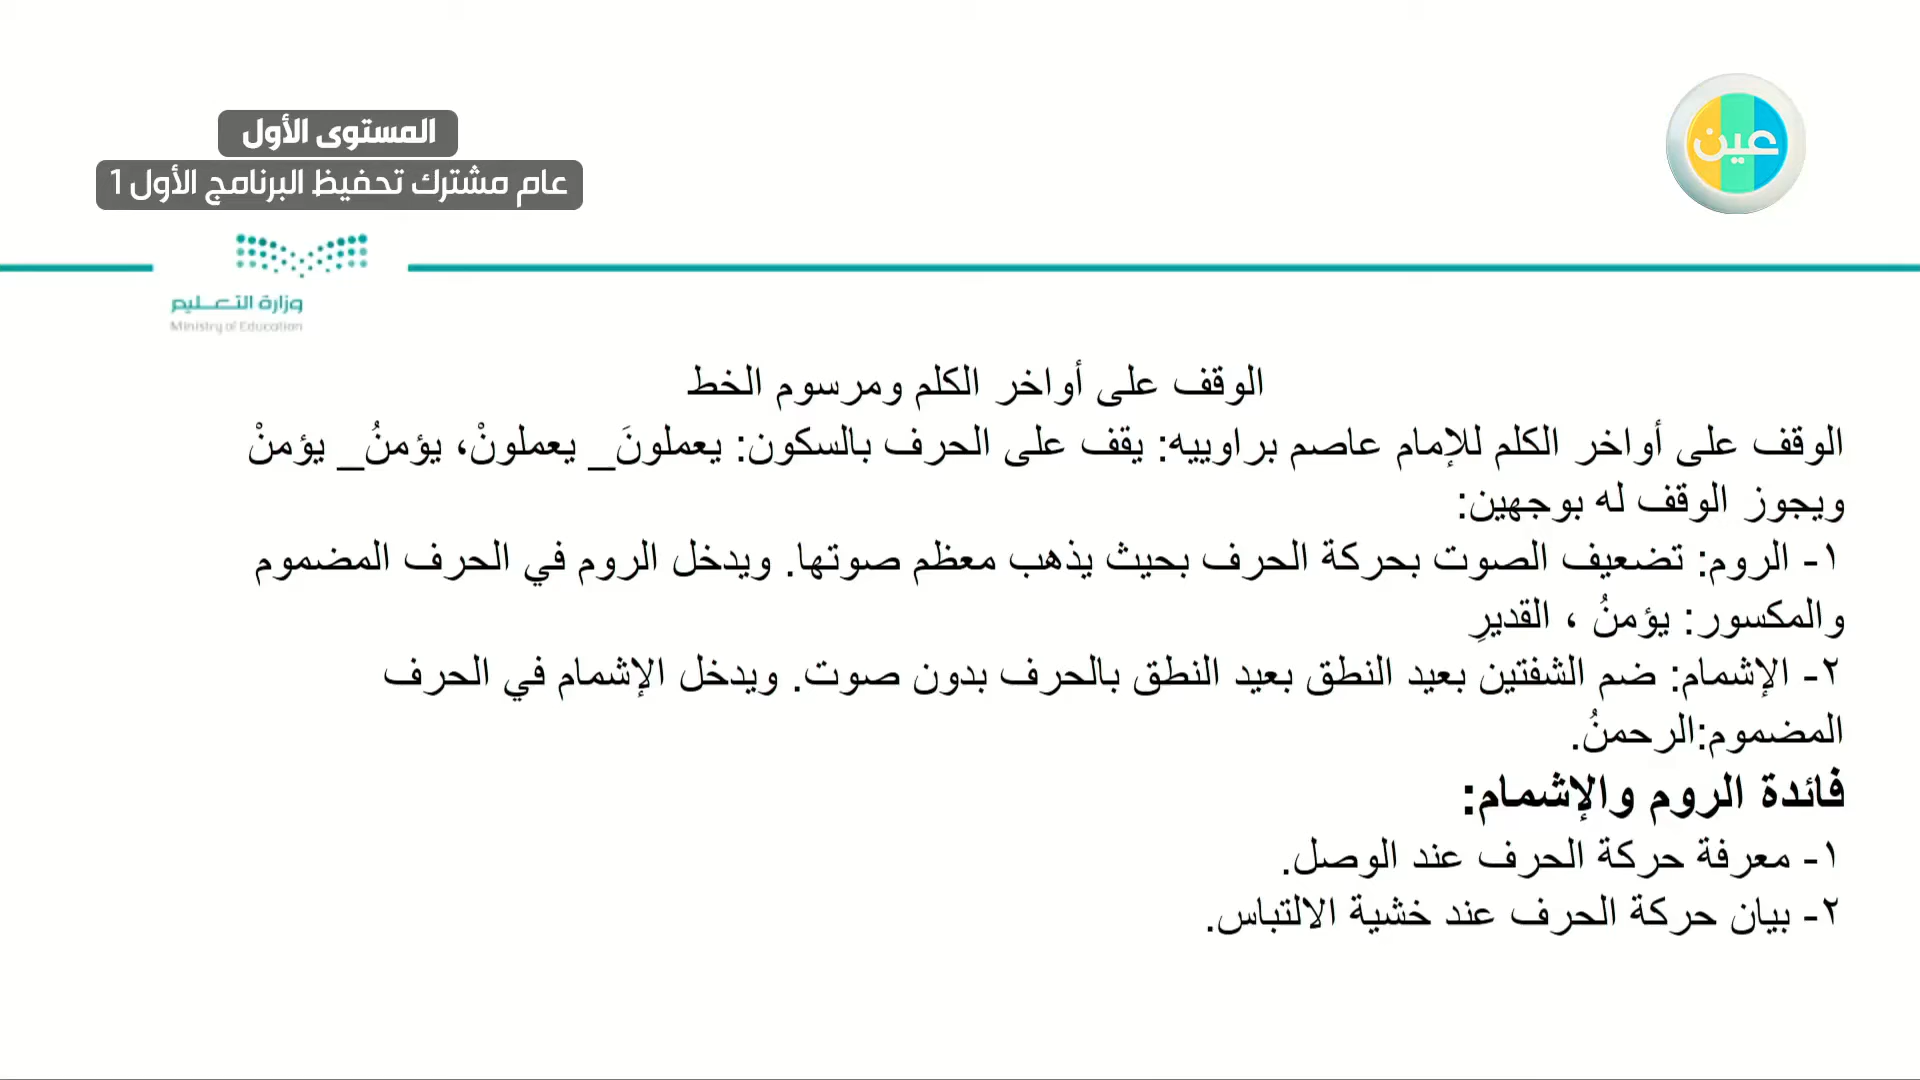 المستوى الأول
عام مشترك تحفيظ البرنامج الأول 1
عين
وزارة التعليم
Ministry of Education
الوقف على أواخر الكلم ومرسوم الخط
الوقف على أواخر الكلم للإمام عاصم براوييه: يقف على الحرف بالسكون: يعملونَ_ يعملونْ، يؤمنُ_ يؤمنْ
ويجوز الوقف له بوجهين:
١- الروم: تضعيف الصوت بحركة الحرف بحيث يذهب معظم صوتها. ويدخل الروم في الحرف المضموم
والمكسور: يؤمنُ ، القديرِ
٢- الإشمام: ضم الشفتين بعيد النطق بعيد النطق بالحرف بدون صوت. ويدخل الإشمام في الحرف
المضموم:الرحمنُ.
فائدة الروم والإشمام:
١- معرفة حركة الحرف عند الوصل.
٢- بيان حركة الحرف عند خشية الالتباس.